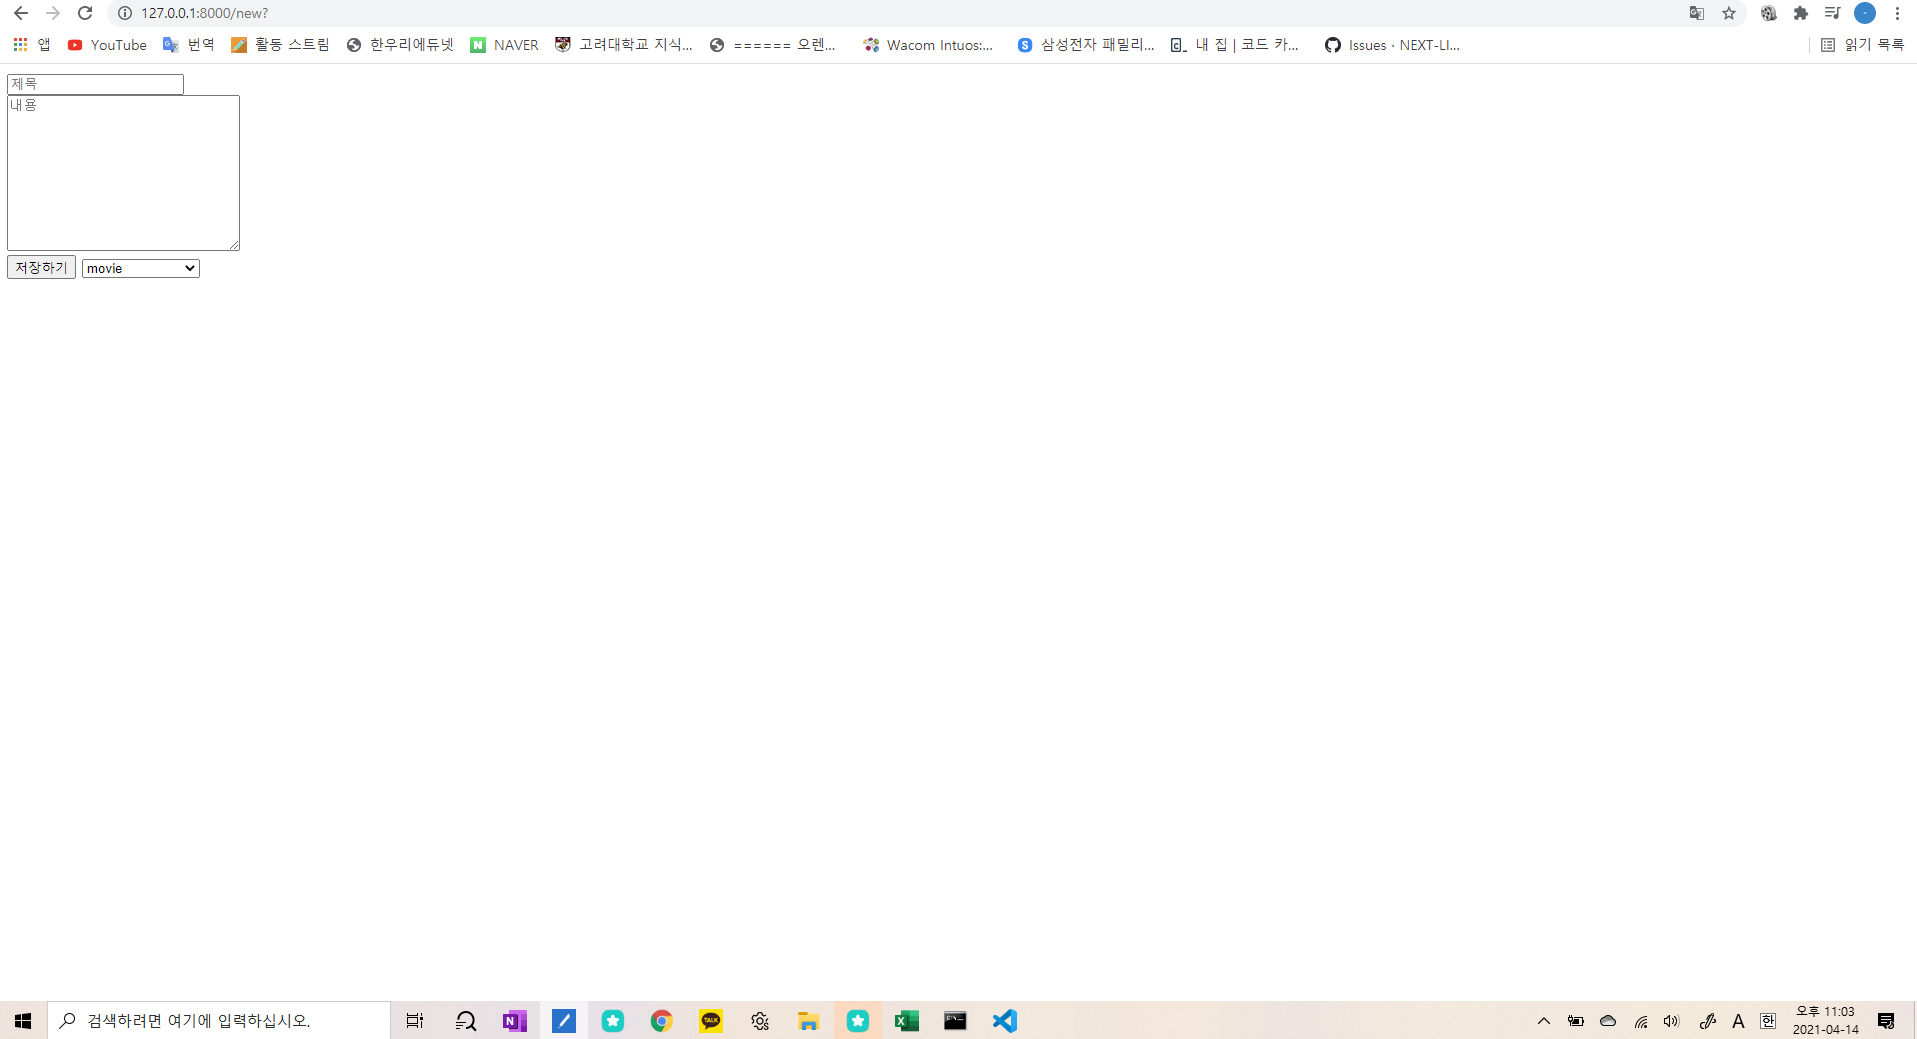 127.0.0.1:8000/new?
앱 YouTube 번역 활동 스트림 한우리에듀넷 NAVER 고려대학교 지식... ====== 오렌... Wacom Intuos:... 삼성전자 패밀리... 내 집 | 코드 카... Issues · NEXT-LI... 읽기 목록
제목
내용
저장하기 movie
검색하려면 여기에 입력하십시오.
N
TALK
A 한
오후 11:03
2021-04-14